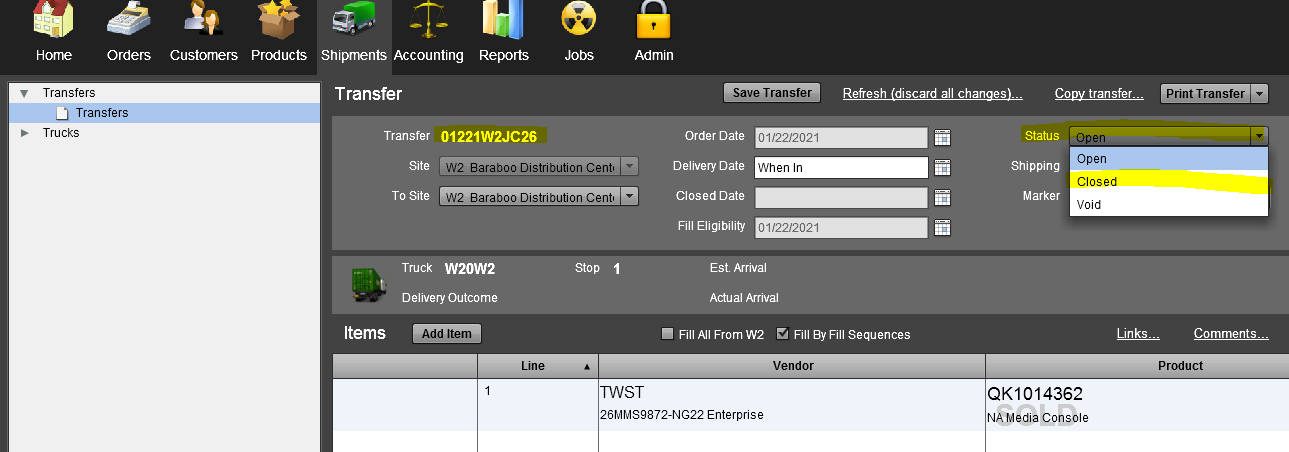 Home Orders Customers Products Shipments Accounting Reports Jobs Admin
Transfers
Transfers
Trucks
Transfer Save Transfer Refresh (discard all changes)... Copy transfer... Print Transfer
Transfer 01221W2JC26 Order Date 01/22/2021 Status Open
Open
Site W2 Baraboo Distribution Cente Delivery Date When In Shipping
Closed
To Site W2 Baraboo Distribution Cente Closed Date Marker
Void
Fill Eligibility 01/22/2021
Truck W20W2 Stop 1 Est. Arrival
Delivery Outcome Actual Arrival
Items Add Item Fill All From W2 Fill By Fill Sequences Links... Comments...
Line Vendor Product
1 TWST QK1014362
SOLD
26MMS9872-NG22 Enterprise NA Media Console